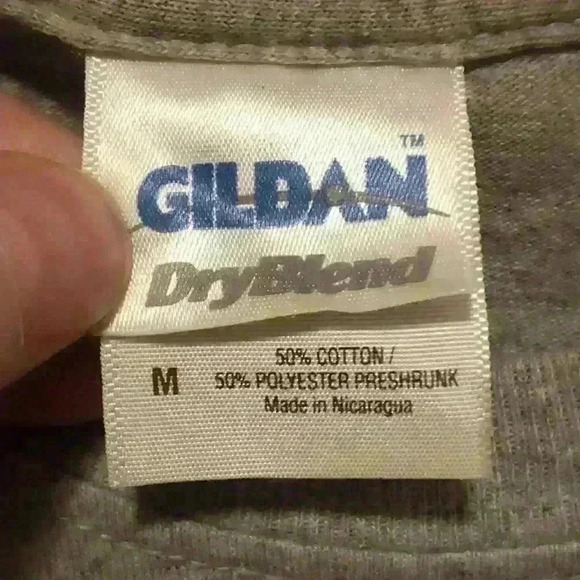 GILDAN™
DryBlend
M
50% COTTON /
50% POLYESTER PRESHRUNK
Made in Nicaragua